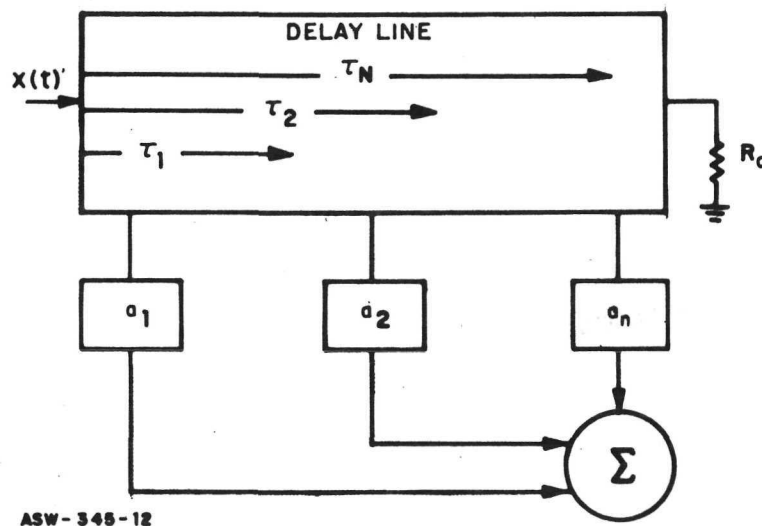 DELAY LINE
X(t)'
τN
τ2
τ1
R
a1
a2
an
Σ
ASW-345-12